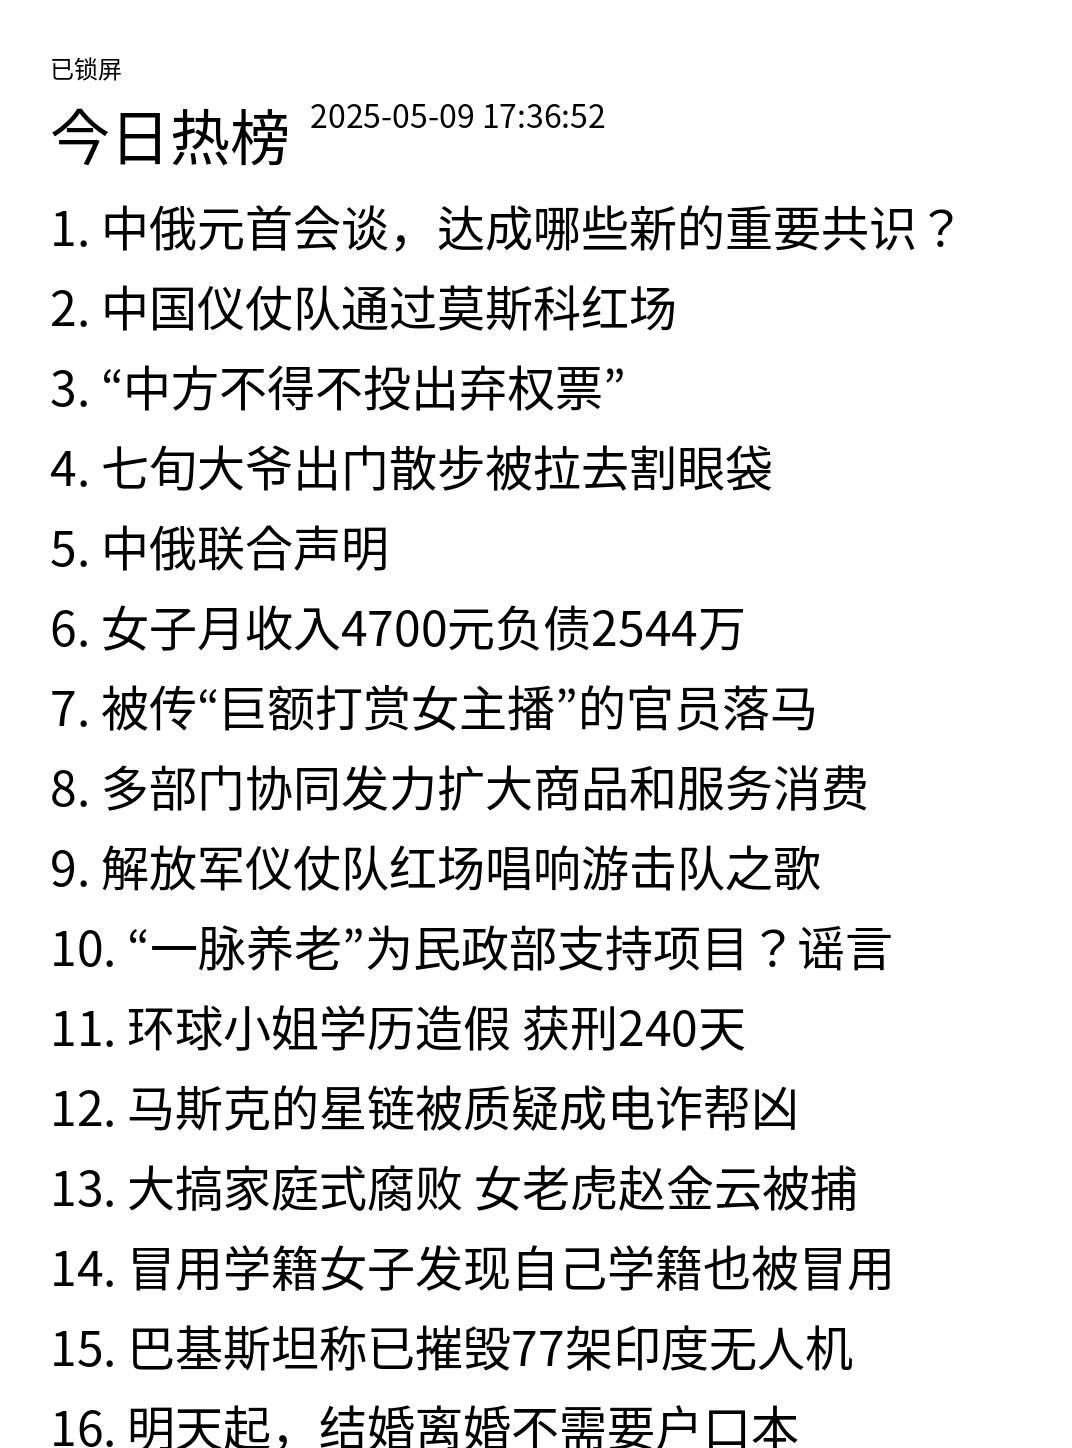 已锁屏
今日热榜 2025-05-09 17:36:52
1. 中俄元首会谈，达成哪些新的重要共识？
2. 中国仪仗队通过莫斯科红场
3. “中方不得不投出弃权票”
4. 七旬大爷出门散步被拉去割眼袋
5. 中俄联合声明
6. 女子月收入4700元负债2544万
7. 被传“巨额打赏女主播”的官员落马
8. 多部门协同发力扩大商品和服务消费
9. 解放军仪仗队红场唱响游击队之歌
10. “一脉养老”为民政部支持项目？谣言
11. 环球小姐学历造假 获刑240天
12. 马斯克的星链被质疑成电诈帮凶
13. 大搞家庭式腐败 女老虎赵金云被捕
14. 冒用学籍女子发现自己学籍也被冒用
15. 巴基斯坦称已摧毁77架印度无人机
16. 明天起，结婚离婚不需要户口本